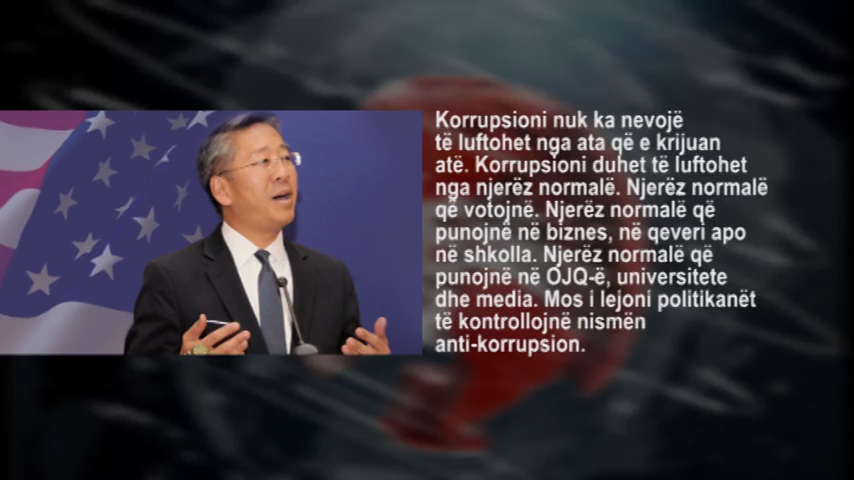 Korrupsioni nuk ka nevojë
të luftohet nga ata që e krijuan
atë. Korrupsioni duhet të luftohet
nga njerëz normalë. Njerëz normalë
që votojnë. Njerëz normalë që
punojnë në biznes, në qeveri apo
në shkolla. Njerëz normalë që
punojnë në OJQ-ë, universitete
dhe media. Mos i lejoni politikanët
të kontrollojnë nismën
anti-korrupsion.